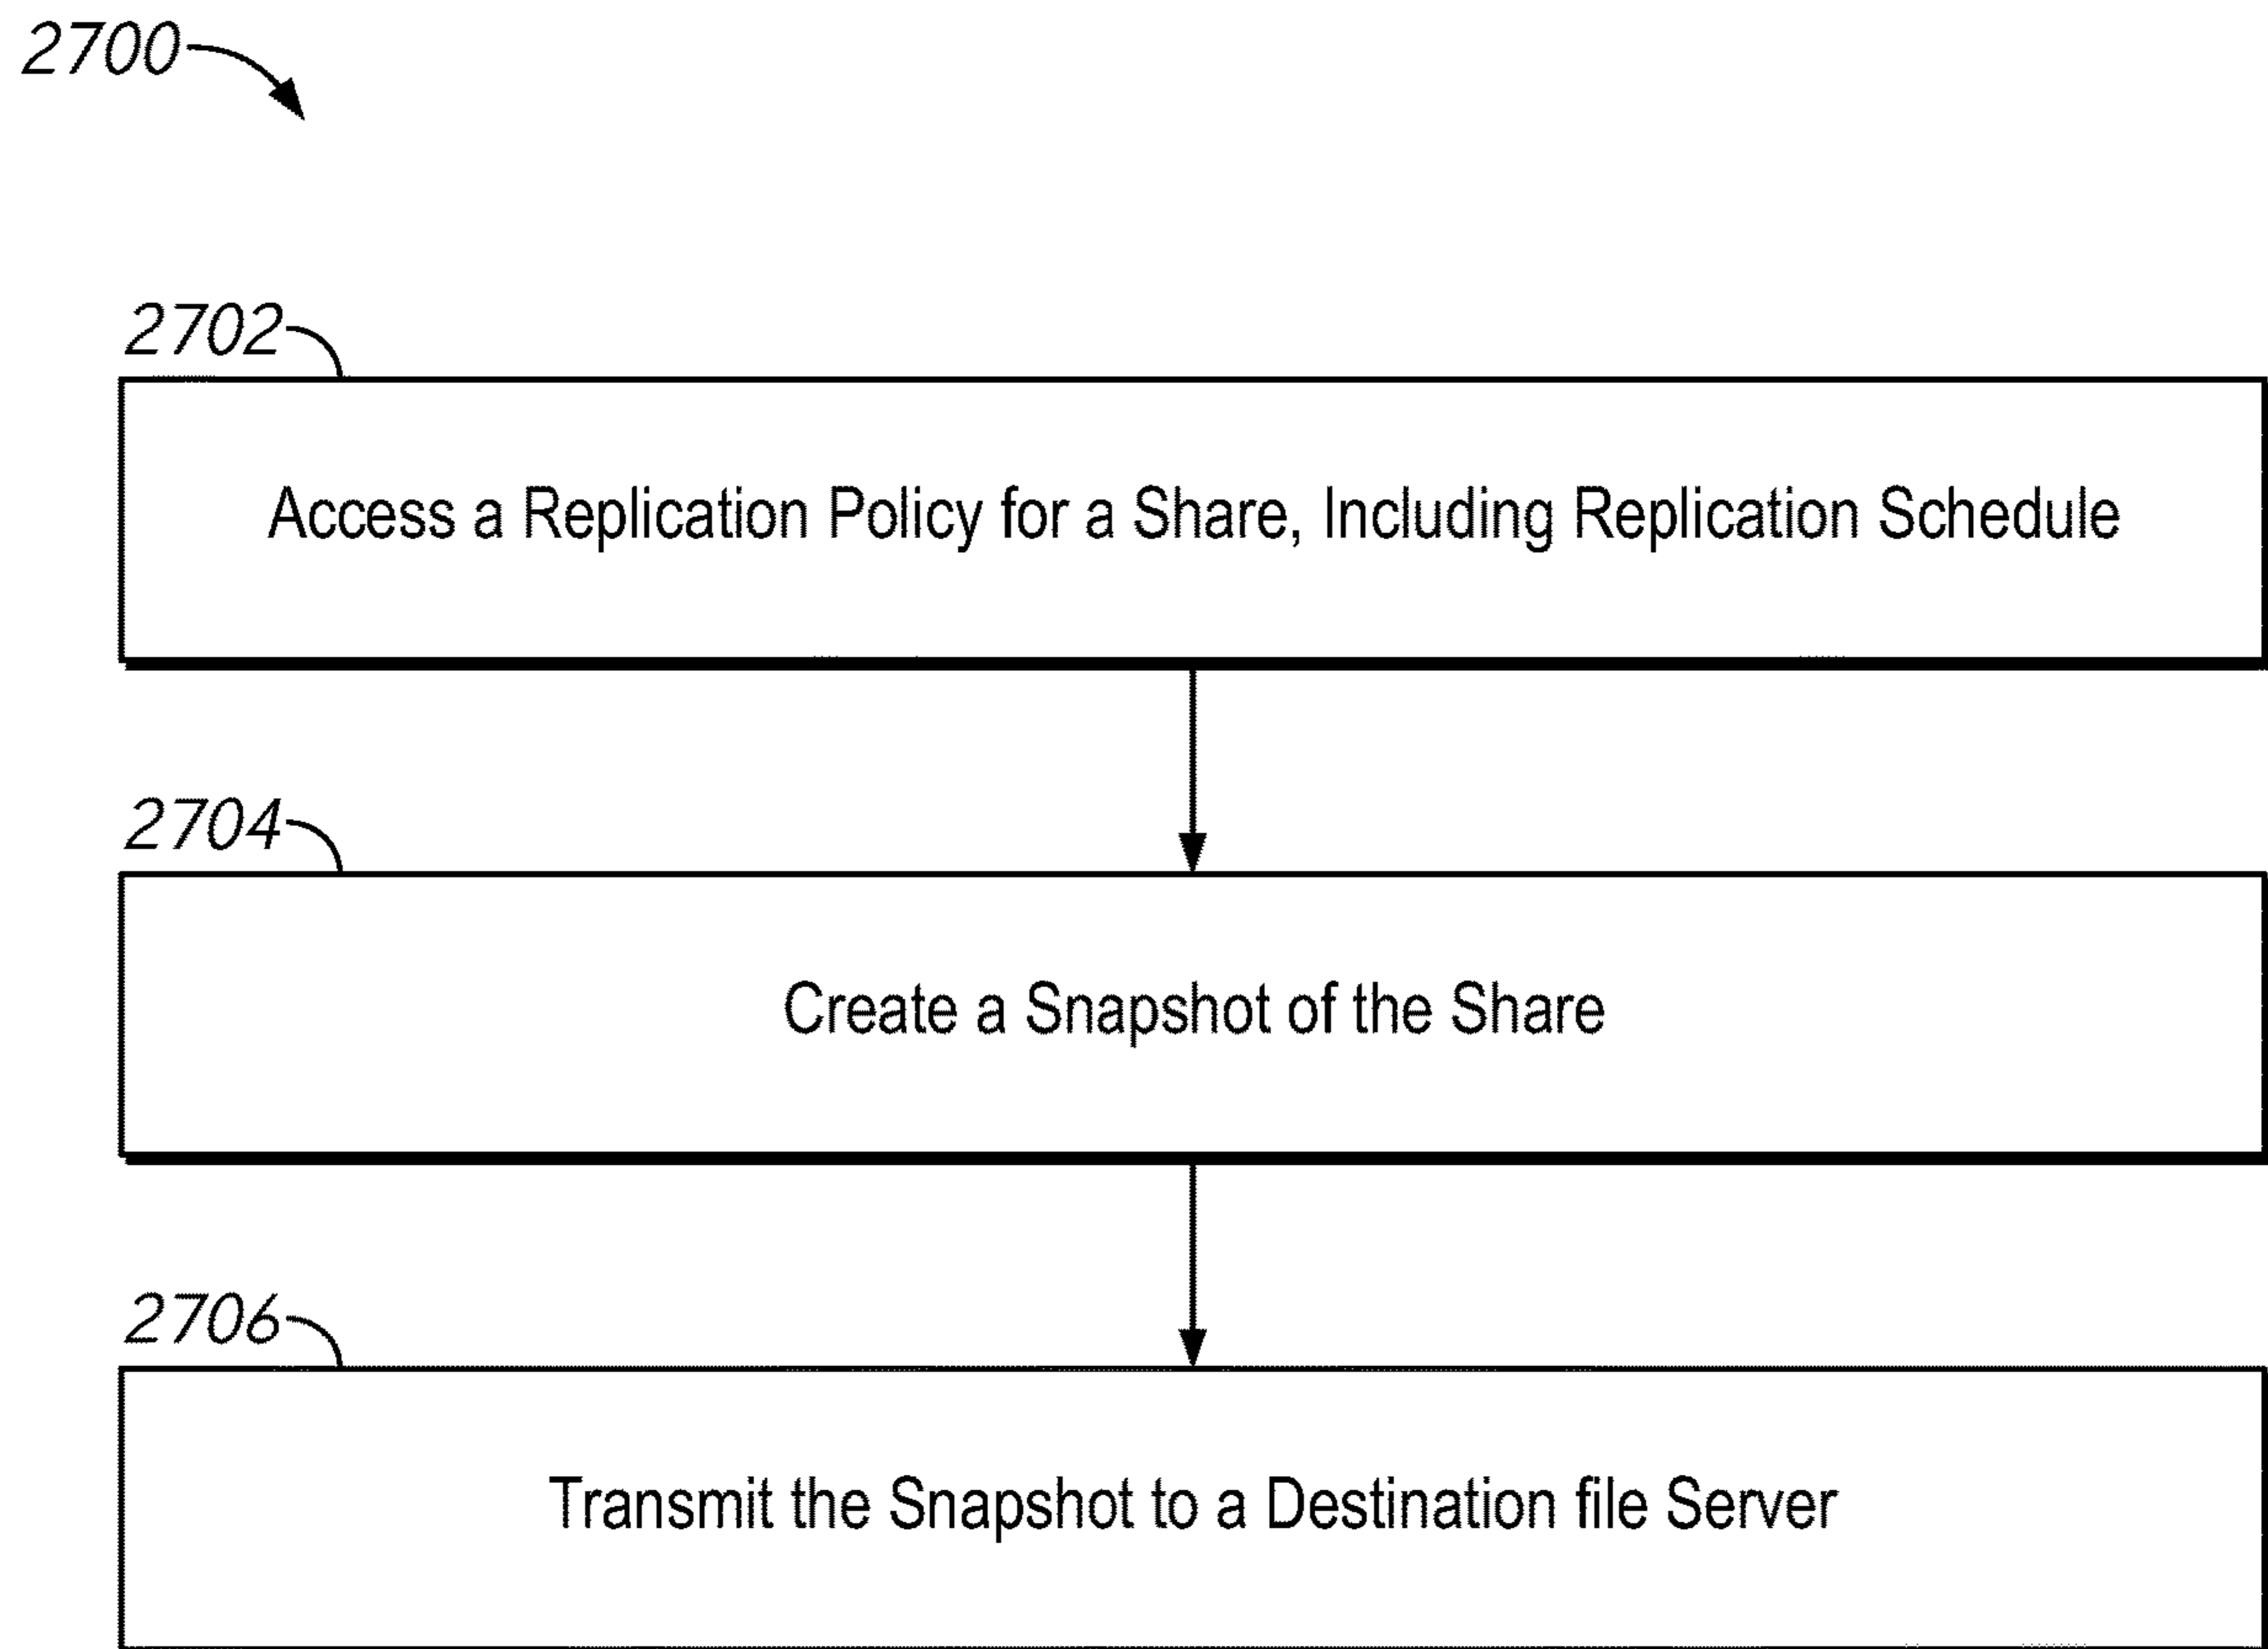 2700
2702
Access a Replication Policy for a Share, Including Replication Schedule
2704
Create a Snapshot of the Share
2706
Transmit the Snapshot to a Destination file Server